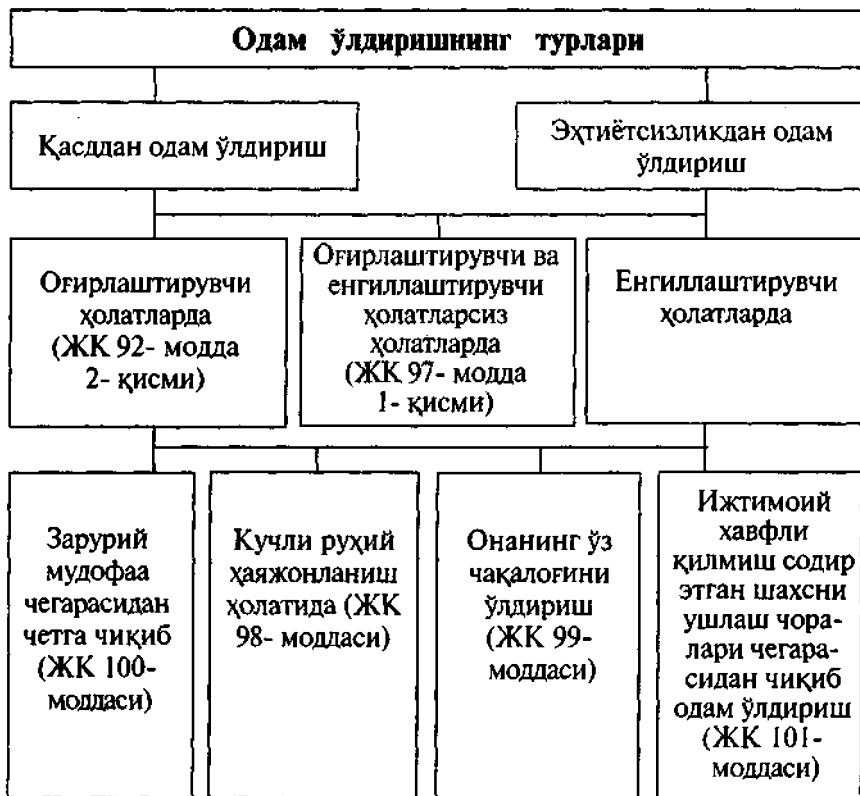 Одам ўлдиришнинг турлари
Қасддан одам ўлдириш
Эҳтиётсизликдан одам
ўлдириш
Оғирлаштирувчи
ҳолатларда
(ЖК 92- модда
2- қисми)
Оғирлаштирувчи ва
енгиллаштирувчи
ҳолатларсиз
ҳолатларда
(ЖК 97- модда
1- қисми)
Енгиллаштирувчи
ҳолатларда
Зарурий
мудофаа
чегарасидан
четга чиқиб
(ЖК 100-
моддаси)
Кучли руҳий
ҳаяжонланиш
ҳолатида (ЖК
98- моддаси)
Онанинг ўз
чақалоғини
ўлдириш
(ЖК 99-
моддаси)
Ижтимоий
хавфли
қилмиш содир
этган шахсни
ушлаш чора-
лари чегара-
сидан чиқиб
одам ўлдириш
(ЖК 101-
моддаси)